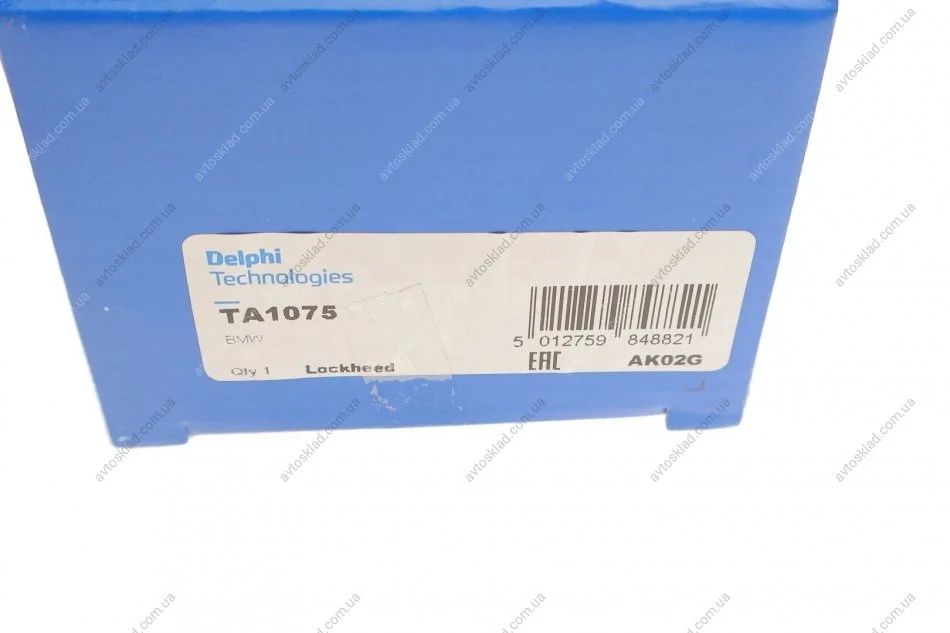 Delphi
Technologies
TA1075
BMW
Qty 1 Lockheed
5 012759 848821
EAC AK02G
avtosklad.com.ua